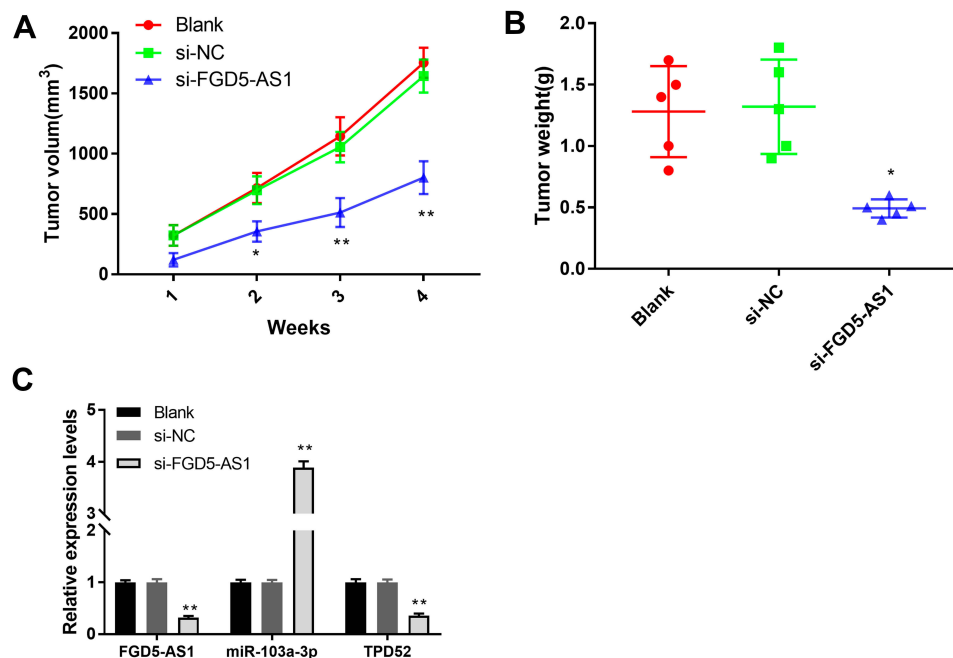 A
Blank
si-NC
si-FGD5-AS1
Tumor volum(mm³)
2000
1500
1000
500
0
1 2 3 4
* ** **
Weeks
B
Tumor weight(g)
2.0
1.5
1.0
0.5
0.0
*
Blank si-NC si-FGD5-AS1
C
Blank
si-NC
si-FGD5-AS1
Relative expression levels
5
4
3
2
1
0
** ** **
FGD5-AS1 miR-103a-3p TPD52